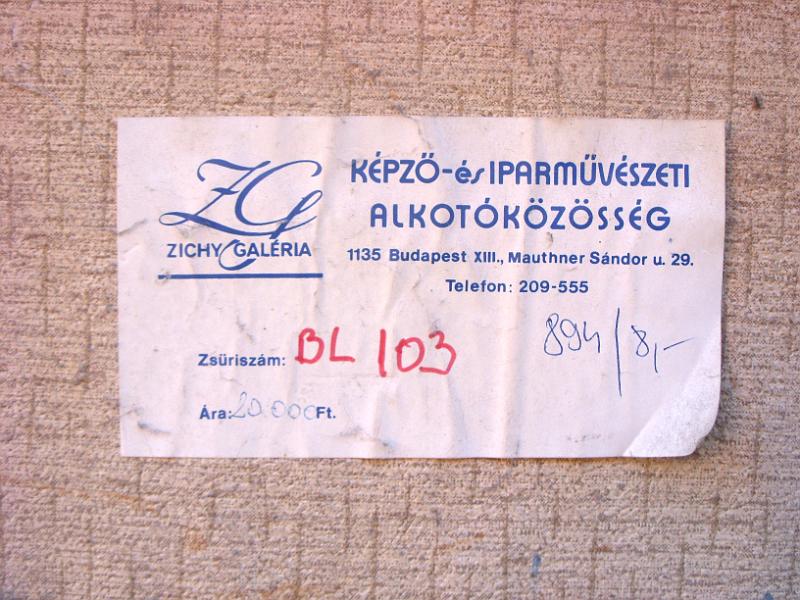 ZG
ZICHY GALÉRIA
KÉPZŐ-és IPARMŰVÉSZETI
ALKOTÓKÖZÖSSÉG
1135 Budapest XIII., Mauthner Sándor u. 29.
Telefon: 209-555
894/8,-
Zsüriszám: BL 103
Ára: 20.000 Ft.